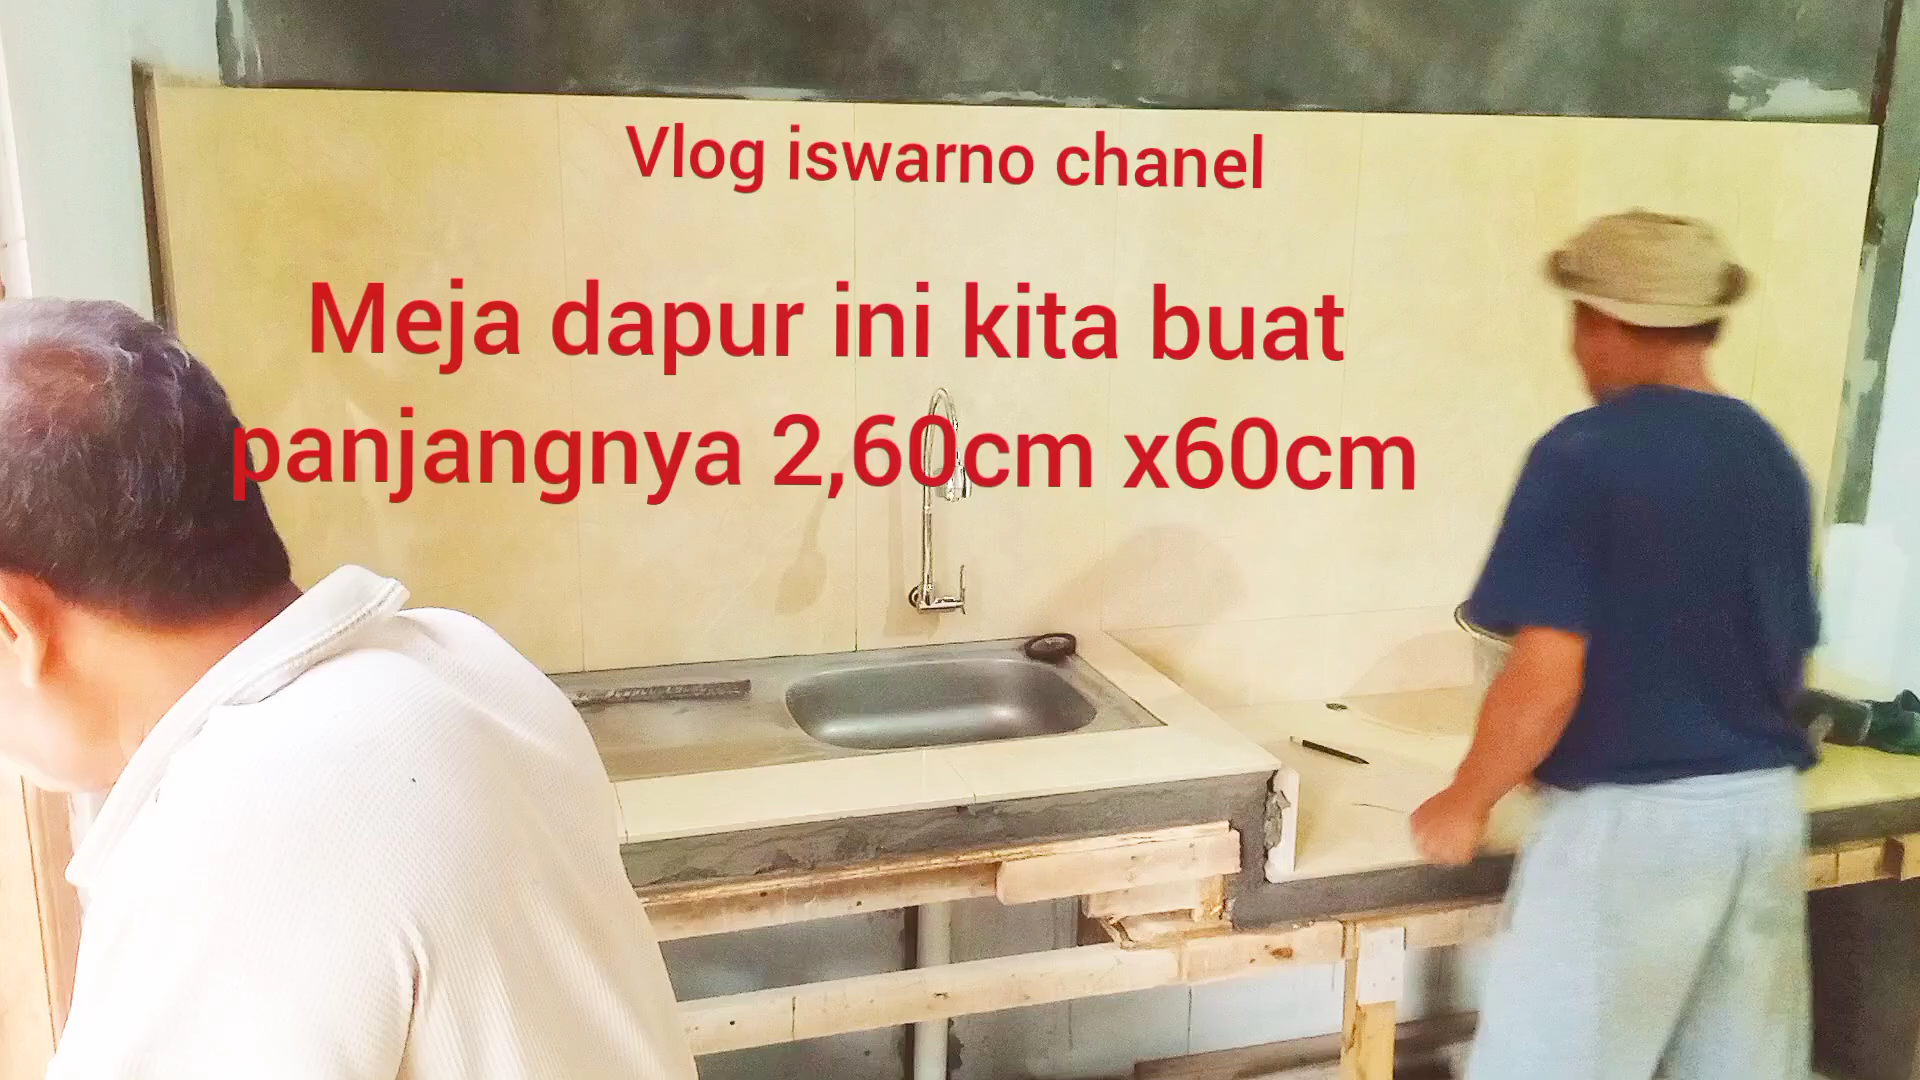 Vlog iswarno chanel
Meja dapur ini kita buat
panjangnya 2,60cm x60cm